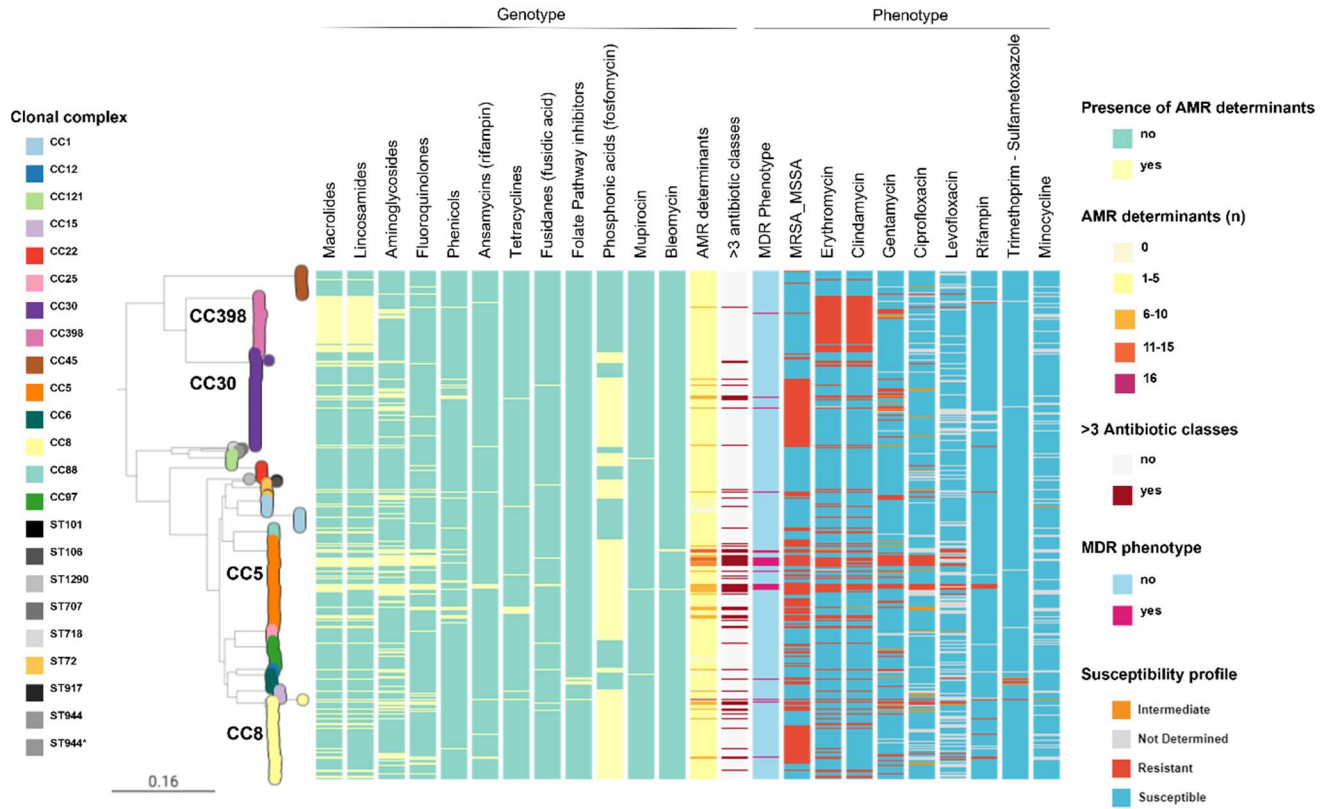 Genotype
Phenotype
Macrolides
Lincosamides
Aminoglycosides
Fluoroquinolones
Phenicols
Ansamycins (rifampin)
Tetracyclines
Fusidanes (fusidic acid)
Folate Pathway inhibitors
Phosphonic acids (fosfomycin)
Mupirocin
Bleomycin
AMR determinants
>3 antibiotic classes
MDR Phenotype
MRSA_MSSA
Erythromycin
Clindamycin
Gentamycin
Ciprofloxacin
Levofloxacin
Rifampin
Trimethoprim - Sulfametoxazole
Minocycline
Clonal complex
CC1
CC12
CC121
CC15
CC22
CC25
CC30
CC398
CC45
CC5
CC6
CC8
CC88
CC97
ST101
ST106
ST1290
ST707
ST718
ST72
ST917
ST944
ST944*
CC398
CC30
CC5
CC8
0.16
Presence of AMR determinants
no
yes
AMR determinants (n)
0
1-5
6-10
11-15
16
>3 Antibiotic classes
no
yes
MDR phenotype
no
yes
Susceptibility profile
Intermediate
Not Determined
Resistant
Susceptible